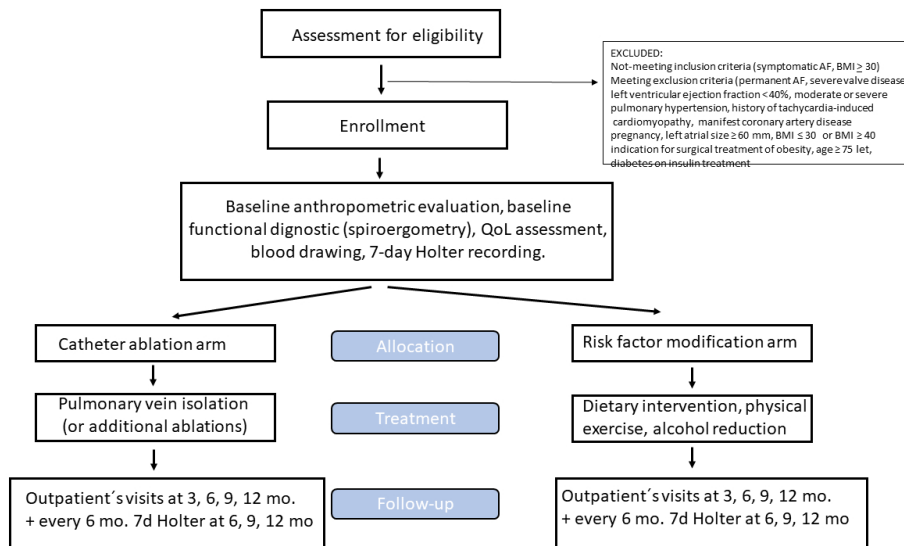 Assessment for eligibility
EXCLUDED:
Not-meeting inclusion criteria (symptomatic AF, BMI ≥ 30)
Meeting exclusion criteria (permanent AF, severe valve disease
left ventricular ejection fraction <40%, moderate or severe
pulmonary hypertension, history of tachycardia-induced
cardiomyopathy, manifest coronary artery disease
pregnancy, left atrial size ≥ 60 mm, BMI ≤ 30 or BMI ≥ 40
indication for surgical treatment of obesity, age ≥ 75 let,
diabetes on insulin treatment
Enrollment
Baseline anthropometric evaluation, baseline
functional dignostic (spiroergometry), QoL assessment,
blood drawing, 7-day Holter recording.
Catheter ablation arm
Allocation
Risk factor modification arm
Pulmonary vein isolation
(or additional ablations)
Treatment
Dietary intervention, physical
exercise, alcohol reduction
Outpatient´s visits at 3, 6, 9, 12 mo.
+ every 6 mo. 7d Holter at 6, 9, 12 mo
Follow-up
Outpatient´s visits at 3, 6, 9, 12 mo.
+ every 6 mo. 7d Holter at 6, 9, 12 mo